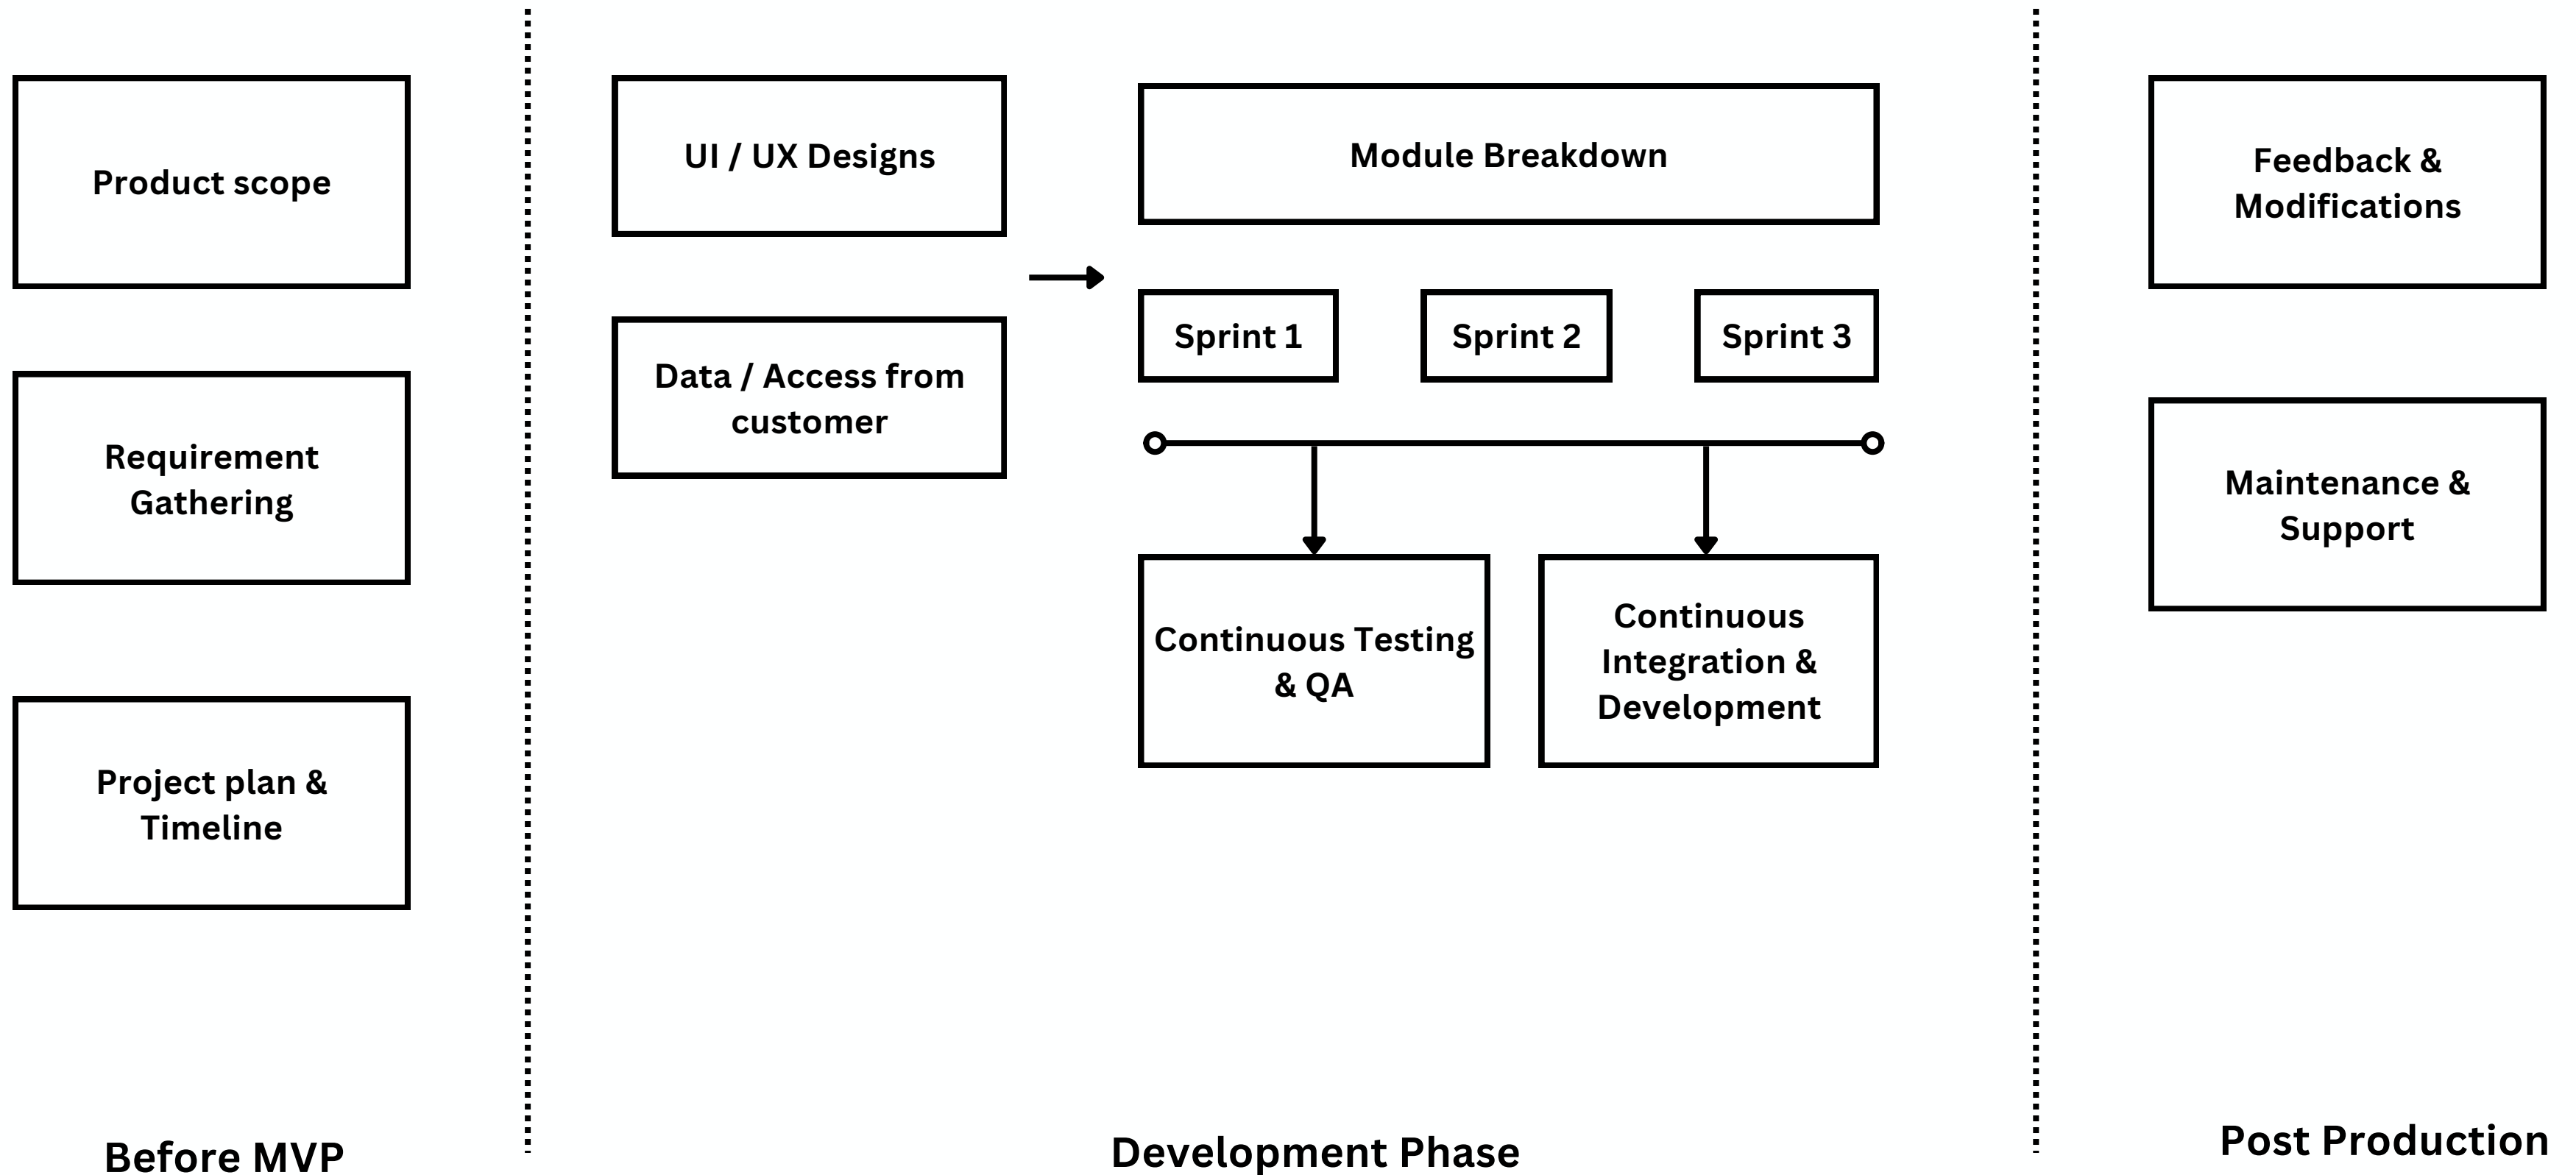 Product scope
Requirement
Gathering
Project plan &
Timeline
Before MVP
UI / UX Designs
Data / Access from
customer
Module Breakdown
Sprint 1
Sprint 2
Sprint 3
Continuous Testing
& QA
Continuous
Integration &
Development
Development Phase
Feedback &
Modifications
Maintenance &
Support
Post Production